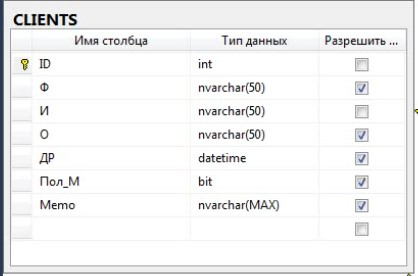 CLIENTS
Имя столбца Тип данных Разрешить ...
ID int
Ф nvarchar(50)
И nvarchar(50)
О nvarchar(50)
ДР datetime
Пол_М bit
Memo nvarchar(MAX)